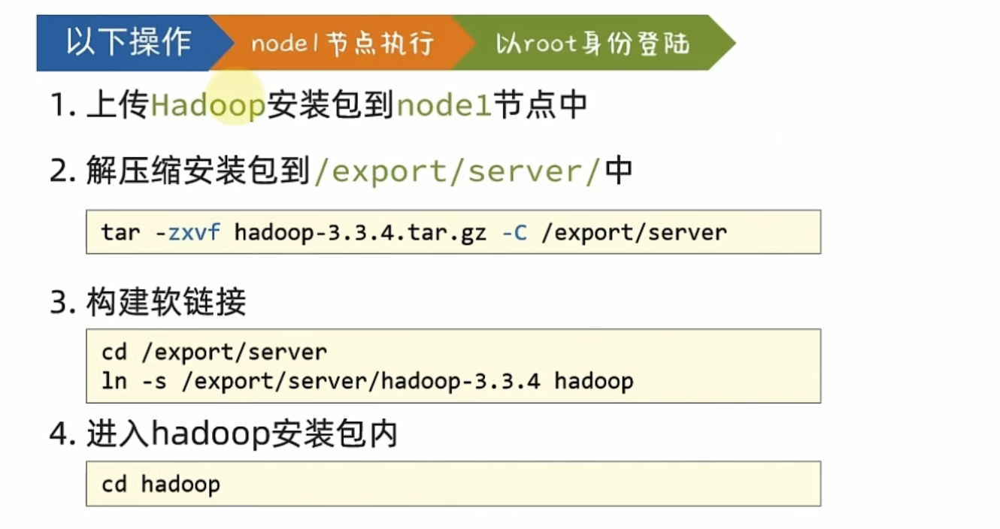 以下操作
node1节点执行
以root身份登陆
1. 上传Hadoop安装包到node1节点中
2. 解压缩安装包到/export/server/中
tar -zxvf hadoop-3.3.4.tar.gz -C /export/server
3. 构建软链接
cd /export/server
ln -s /export/server/hadoop-3.3.4 hadoop
4. 进入hadoop安装包内
cd hadoop